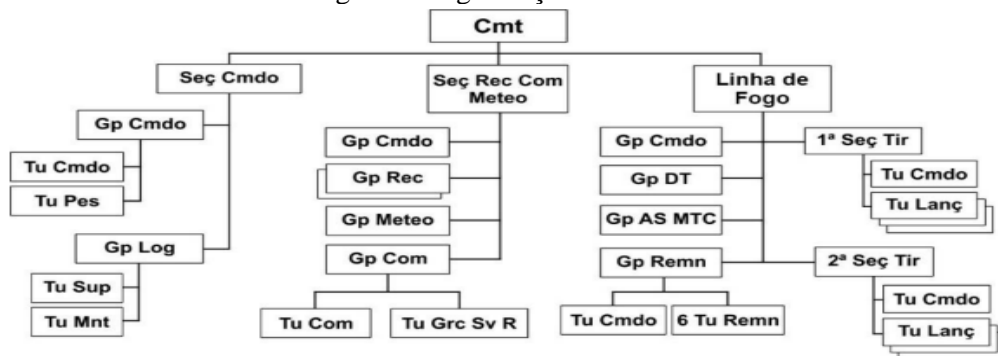 Cmt
Seç Cmdo
Gp Cmdo
Tu Cmdo
Tu Pes
Gp Log
Tu Sup
Tu Mnt
Seç Rec Com
Meteo
Gp Cmdo
Gp Rec
Gp Meteo
Gp Com
Tu Com
Tu Grc Sv R
Linha de
Fogo
Gp Cmdo
Gp DT
Gp AS MTC
Gp Remn
Tu Cmdo
6 Tu Remn
1ª Seç Tir
Tu Cmdo
Tu Lanç
2ª Seç Tir
Tu Cmdo
Tu Lanç